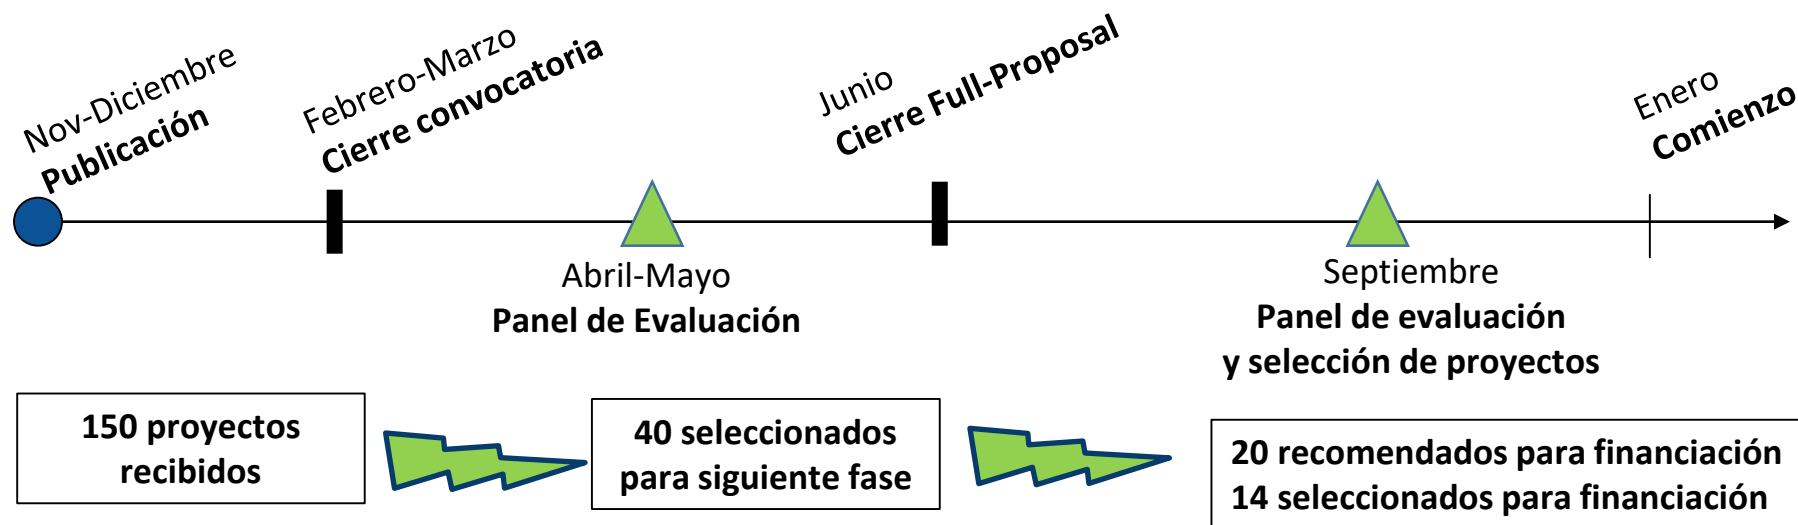 Nov-Diciembre
Publicación
Febrero-Marzo
Cierre convocatoria
Junio
Cierre Full-Proposal
Enero
Comienzo
Abril-Mayo
Panel de Evaluación
Septiembre
Panel de evaluación
y selección de proyectos
150 proyectos
recibidos
40 seleccionados
para siguiente fase
20 recomendados para financiación
14 seleccionados para financiación